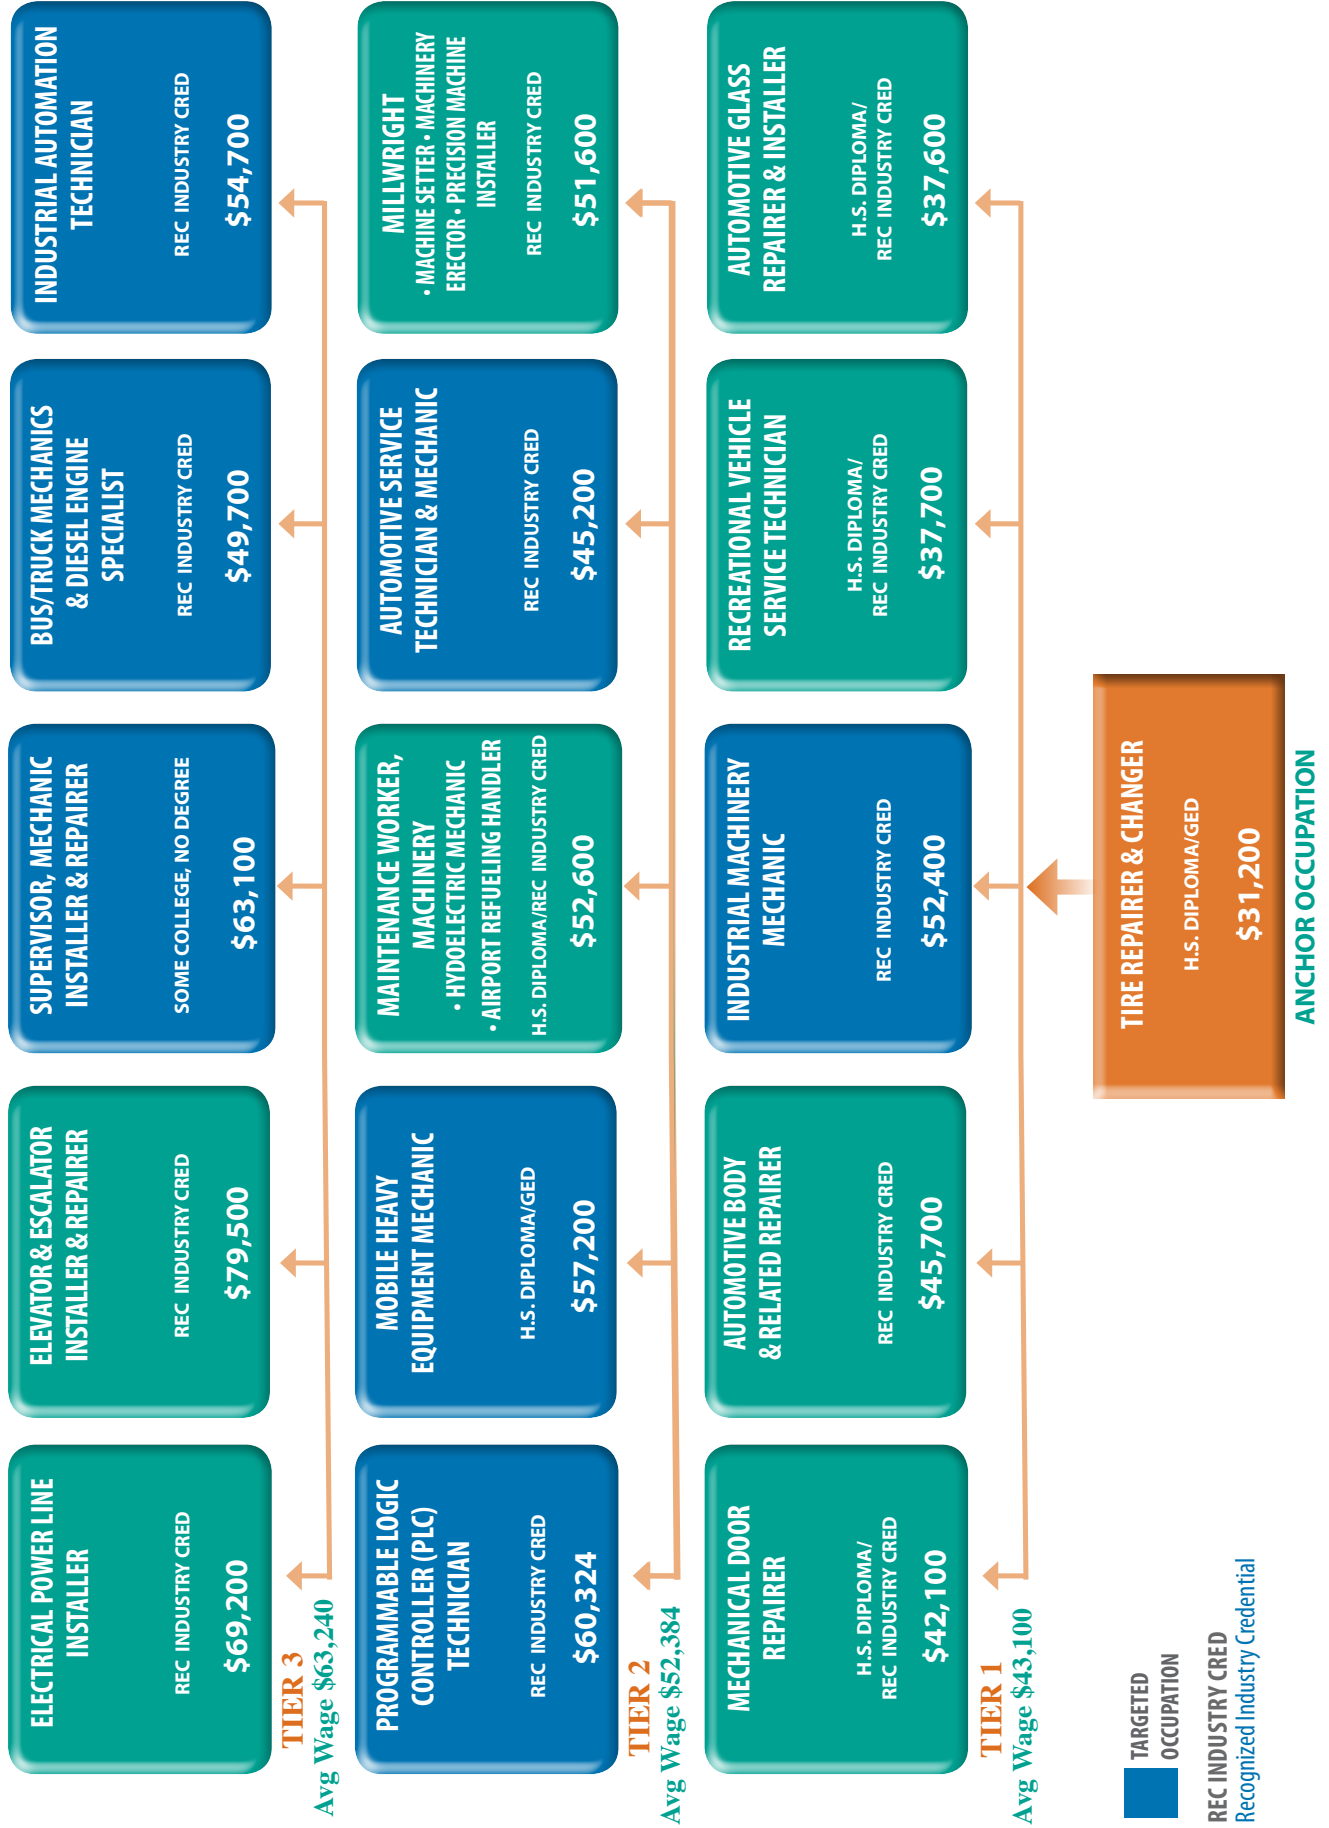 ELECTRICAL POWER LINE
INSTALLER
REC INDUSTRY CRED
$69,200
ELEVATOR & ESCALATOR
INSTALLER & REPAIRER
REC INDUSTRY CRED
$79,500
SUPERVISOR, MECHANIC
INSTALLER & REPAIRER
SOME COLLEGE, NO DEGREE
$63,100
BUS/TRUCK MECHANICS
& DIESEL ENGINE
SPECIALIST
REC INDUSTRY CRED
$49,700
INDUSTRIAL AUTOMATION
TECHNICIAN
REC INDUSTRY CRED
$54,700
TIER 3
Avg Wage $63,240
PROGRAMMABLE LOGIC
CONTROLLER (PLC)
TECHNICIAN
REC INDUSTRY CRED
$60,324
MOBILE HEAVY
EQUIPMENT MECHANIC
H.S. DIPLOMA/GED
$57,200
MAINTENANCE WORKER,
MACHINERY
• HYDOELECTRIC MECHANIC
• AIRPORT REFUELING HANDLER
H.S. DIPLOMA/REC INDUSTRY CRED
$52,600
AUTOMOTIVE SERVICE
TECHNICIAN & MECHANIC
REC INDUSTRY CRED
$45,200
MILLWRIGHT
• MACHINE SETTER • MACHINERY
ERECTOR • PRECISION MACHINE
INSTALLER
REC INDUSTRY CRED
$51,600
TIER 2
Avg Wage $52,384
MECHANICAL DOOR
REPAIRER
H.S. DIPLOMA/
REC INDUSTRY CRED
$42,100
AUTOMOTIVE BODY
& RELATED REPAIRER
REC INDUSTRY CRED
$45,700
INDUSTRIAL MACHINERY
MECHANIC
REC INDUSTRY CRED
$52,400
RECREATIONAL VEHICLE
SERVICE TECHNICIAN
H.S. DIPLOMA/
REC INDUSTRY CRED
$37,700
AUTOMOTIVE GLASS
REPAIRER & INSTALLER
H.S. DIPLOMA/
REC INDUSTRY CRED
$37,600
TIER 1
Avg Wage $43,100
TIRE REPAIRER & CHANGER
H.S. DIPLOMA/GED
$31,200
ANCHOR OCCUPATION
TARGETED
OCCUPATION
REC INDUSTRY CRED
Recognized Industry Credential